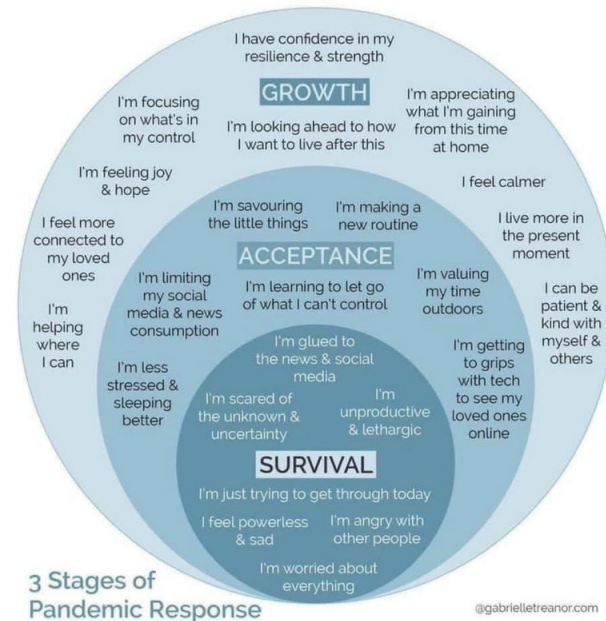 I have confidence in my
resilience & strength
GROWTH
I'm focusing
on what's in
my control
I'm appreciating
what I'm gaining
from this time
at home
I'm looking ahead to how
I want to live after this
I'm feeling joy
& hope
I feel calmer
I feel more
connected to
my loved
ones
I live more in
the present
moment
I'm
helping
where
I can
I can be
patient &
kind with
myself &
others
I'm savouring
the little things
I'm making a
new routine
ACCEPTANCE
I'm limiting
my social
media & news
consumption
I'm learning to let go
of what I can't control
I'm valuing
my time
outdoors
I'm less
stressed &
sleeping
better
I'm getting
to grips
with tech
to see my
loved ones
online
I'm glued to
the news & social
media
I'm scared of
the unknown &
uncertainty
I'm
unproductive
& lethargic
SURVIVAL
I'm just trying to get through today
I feel powerless
& sad
I'm angry with
other people
I'm worried about
everything
3 Stages of
Pandemic Response
@gabrielletreanor.com